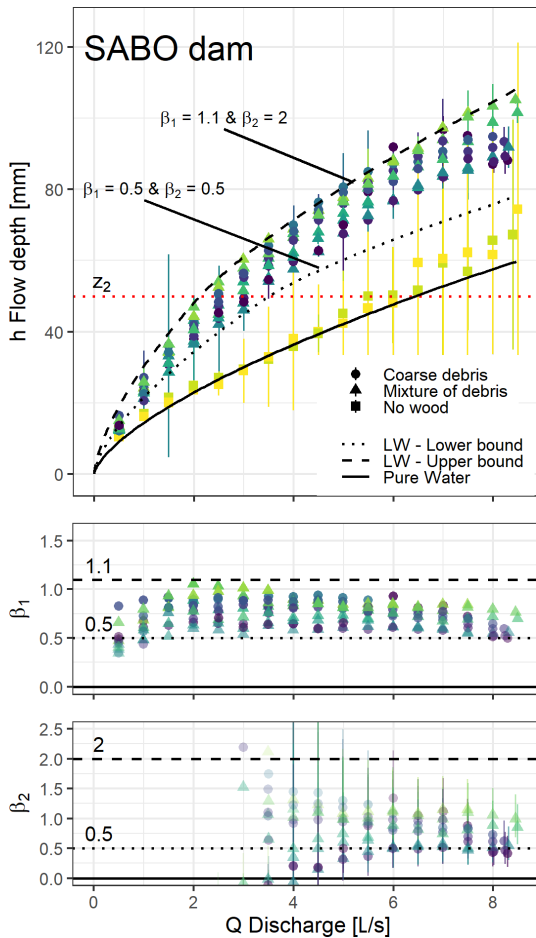 SABO dam
h Flow depth [mm]
120
80
40
0
β1 = 1.1 & β2 = 2
β1 = 0.5 & β2 = 0.5
z2
Coarse debris
Mixture of debris
No wood
LW - Lower bound
LW - Upper bound
Pure Water
β1
1.5
1.0
0.5
0.0
1.1
0.5
β2
2.5
2.0
1.5
1.0
0.5
0.0
2
0.5
0 2 4 6 8
Q Discharge [L/s]